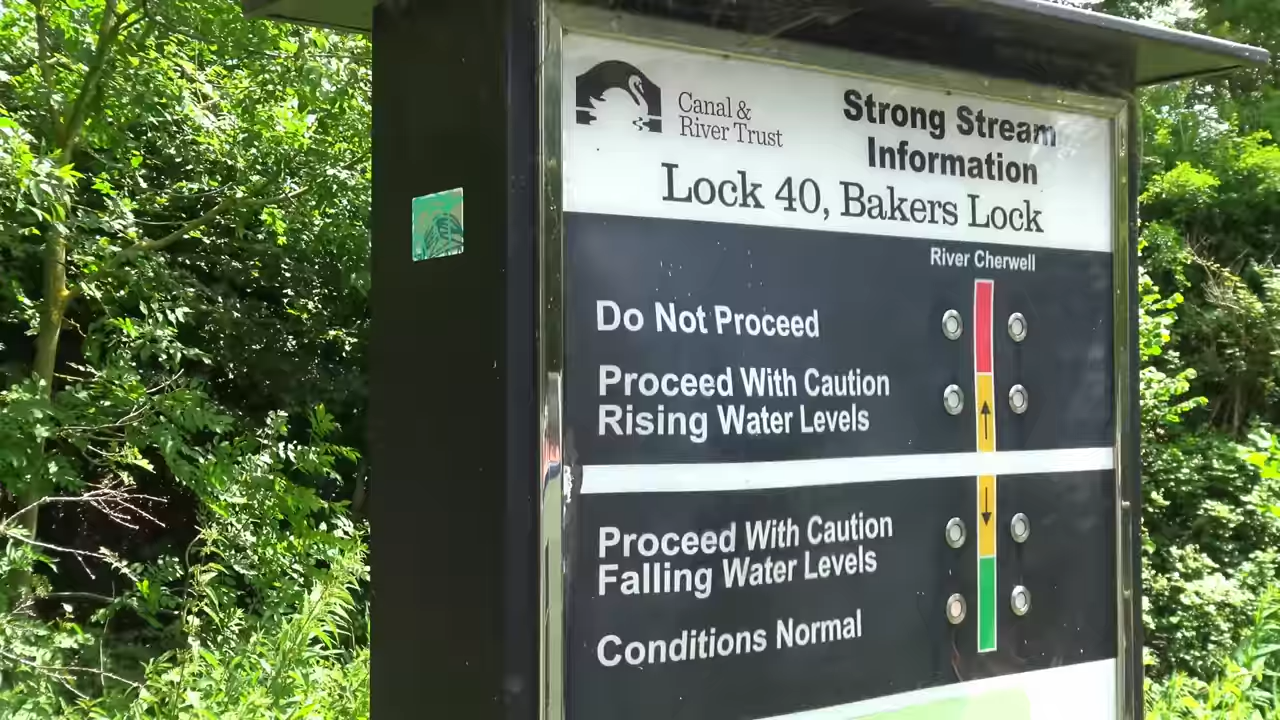 Canal &
River Trust
Strong Stream
Information
Lock 40, Bakers Lock
River Cherwell
Do Not Proceed
Proceed With Caution
Rising Water Levels
Proceed With Caution
Falling Water Levels
Conditions Normal